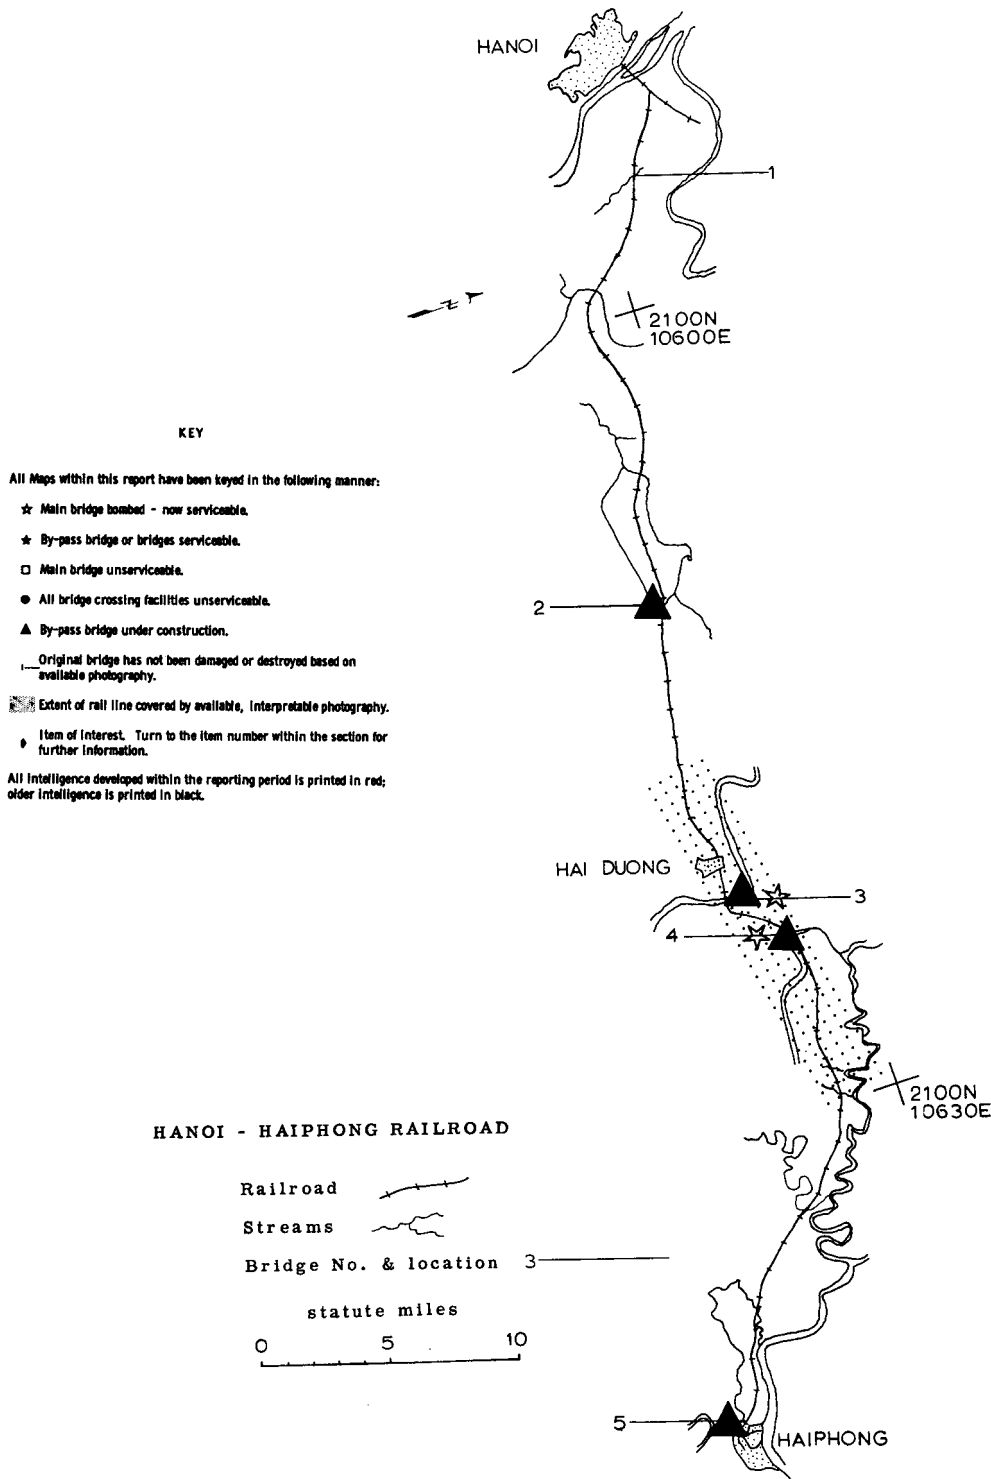 HANOI
1
N
2100N
10600E
KEY
All Maps within this report have been keyed in the following manner:
Main bridge bombed - now serviceable.
By-pass bridge or bridges serviceable.
Main bridge unserviceable.
All bridge crossing facilities unserviceable.
By-pass bridge under construction.
Original bridge has not been damaged or destroyed based on
available photography.
Extent of rail line covered by available, interpretable photography.
Item of Interest. Turn to the item number within the section for
further information.
All intelligence developed within the reporting period is printed in red;
older intelligence is printed in black.
2
HAI DUONG
3
4
2100N
10630E
HANOI - HAIPHONG RAILROAD
Railroad
Streams
Bridge No. & location 3
statute miles
0 5 10
5
HAIPHONG